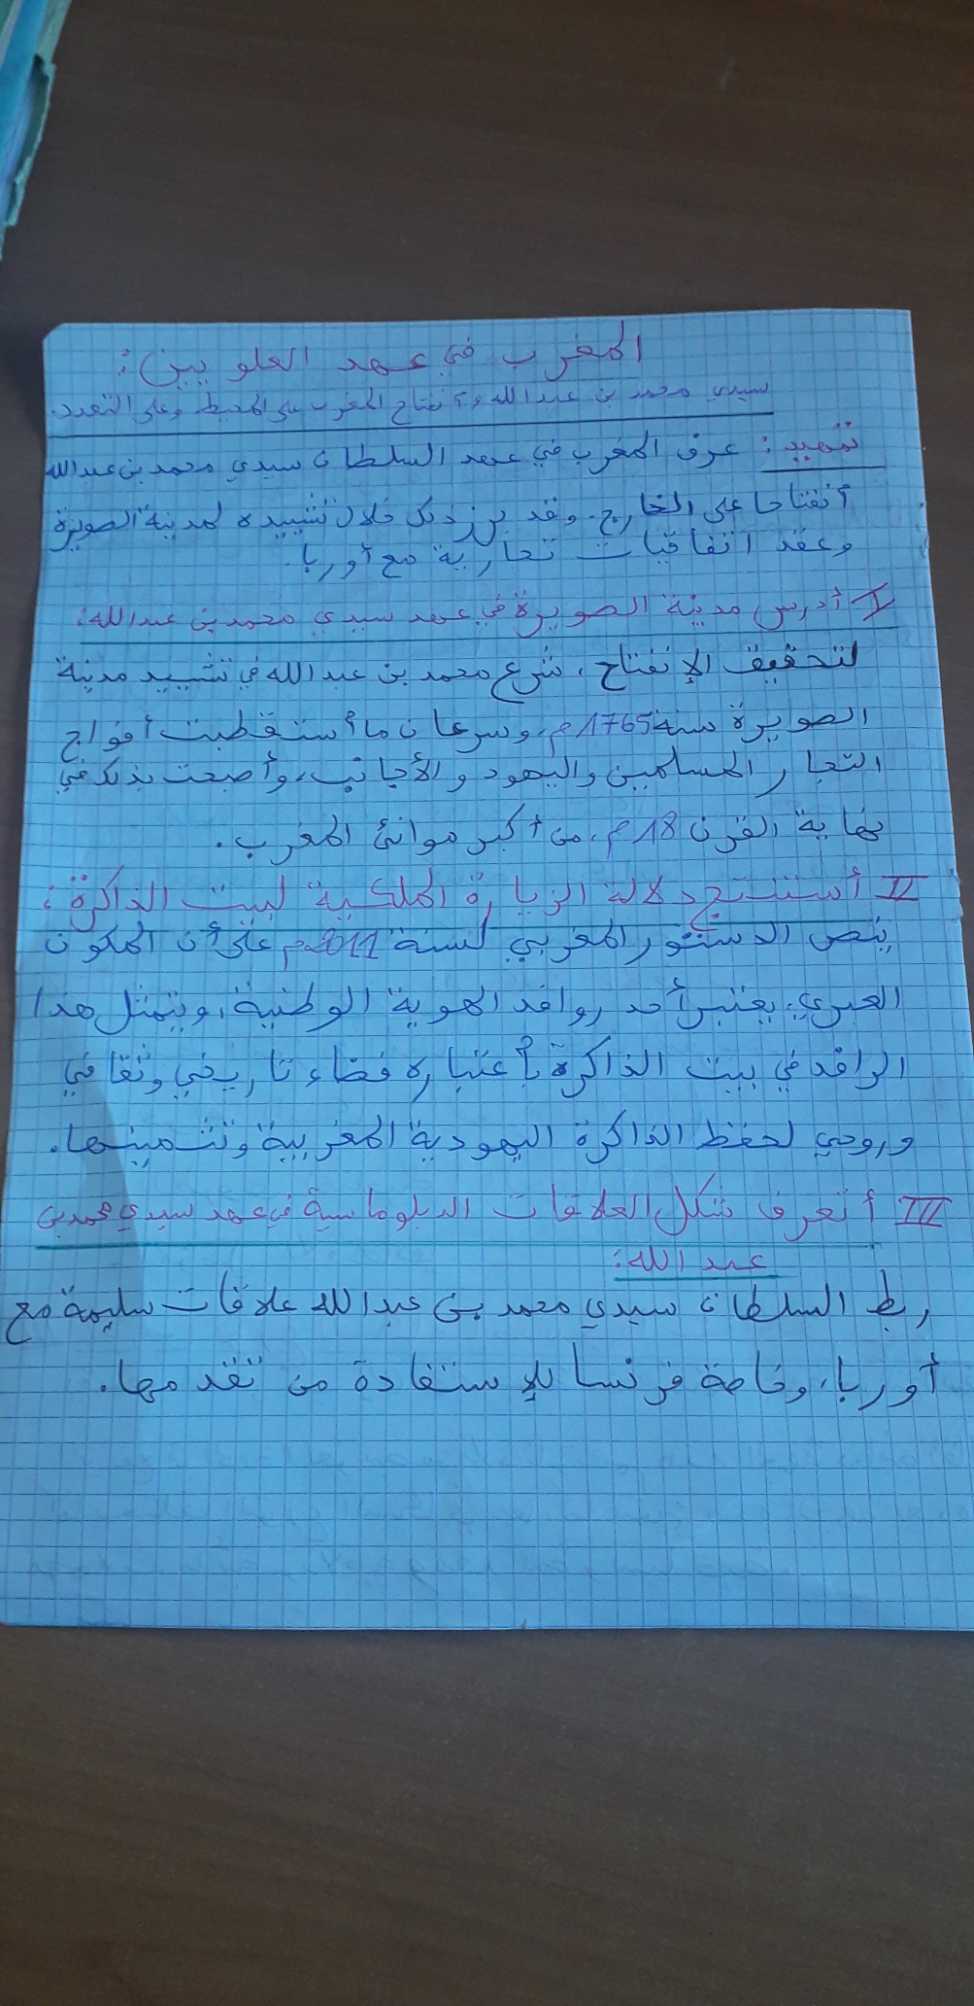 المغرب في عهد العلويين:
سيدي محمد بن عبد الله وانفتاح المغرب على المحيط وعلى التعدد.
تمهيد: عرف المغرب في عهد السلطان سيدي محمد بن عبد الله
أنفتاحا على الخارج. وقد برز ذلك خلال تشييده لمدينة الصويرة
وعقد اتفاقيات تجارية مع أوربا.
I أدرس مدينة الصويرة في عهد سيدي محمد بن عبد الله:
لتحقيق الإنفتاح، شرع محمد بن عبد الله في تشييد مدينة
الصويرة سنة 1765م، وسرعان ما أستقطبت أفواج
التجار المسلمين واليهود والأجانب، وأصبحت بذلك في
نهاية القرن 18م، من أكبر موانئ المغرب.
II أستنتج دلالة الزيارة الملكية لبيت الذاكرة:
ينص الدستور المغربي لسنة 2011م على أن المكون
العبري، يعتبر أحد روافد الهوية الوطنية، ويتمثل هذا
الرافد في بيت الذاكرة بأعتباره فضاء تاريخي وثقافي
وروحي لحفظ الذاكرة اليهودية المغربية وتثمينها.
III أتعرف شكل العلاقات الدبلوماسية في عهد سيدي محمد بن
عبد الله:
ربط السلطان سيدي محمد بن عبد الله علاقات سليمة مع
أوربا، وخاصة فرنسا للإستفادة من تقدمها.